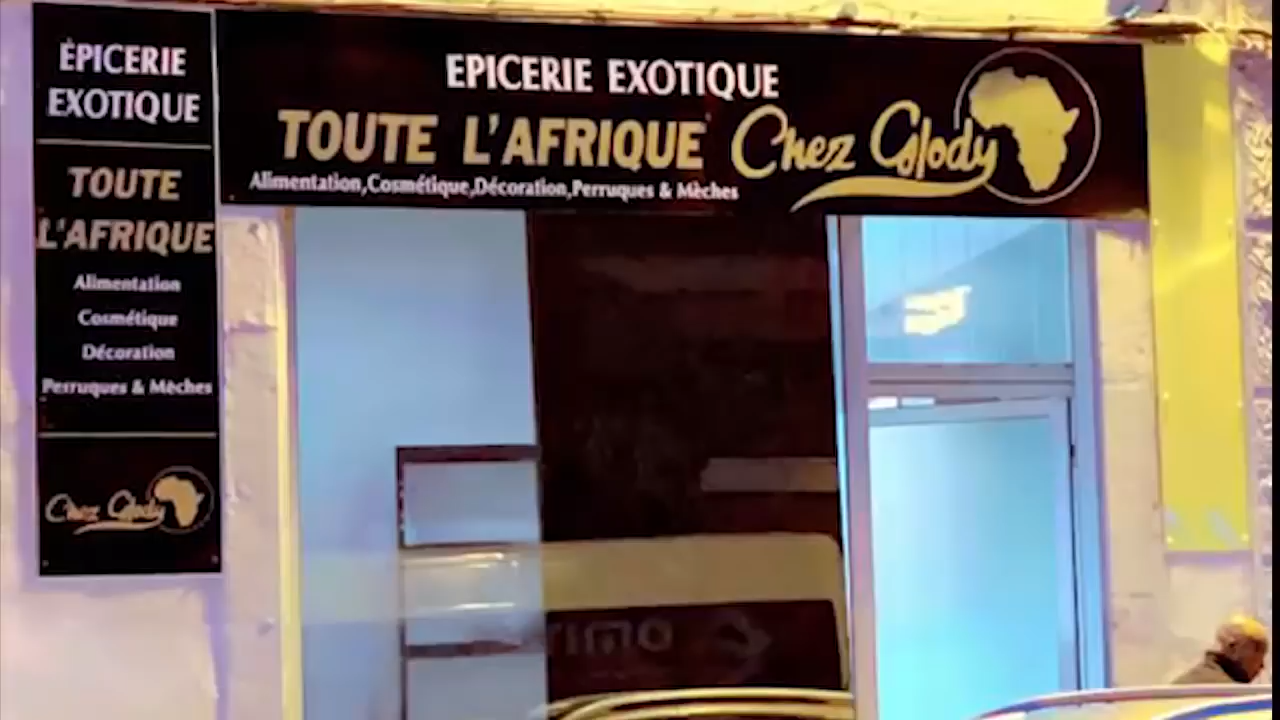 ÉPICERIE
EXOTIQUE
TOUTE
L'AFRIQUE
Alimentation
Cosmétique
Décoration
Perruques & Mèches
Chez Glody
EPICERIE EXOTIQUE
TOUTE L'AFRIQUE Chez Glody
Alimentation,Cosmétique,Décoration,Perruques & Mèches